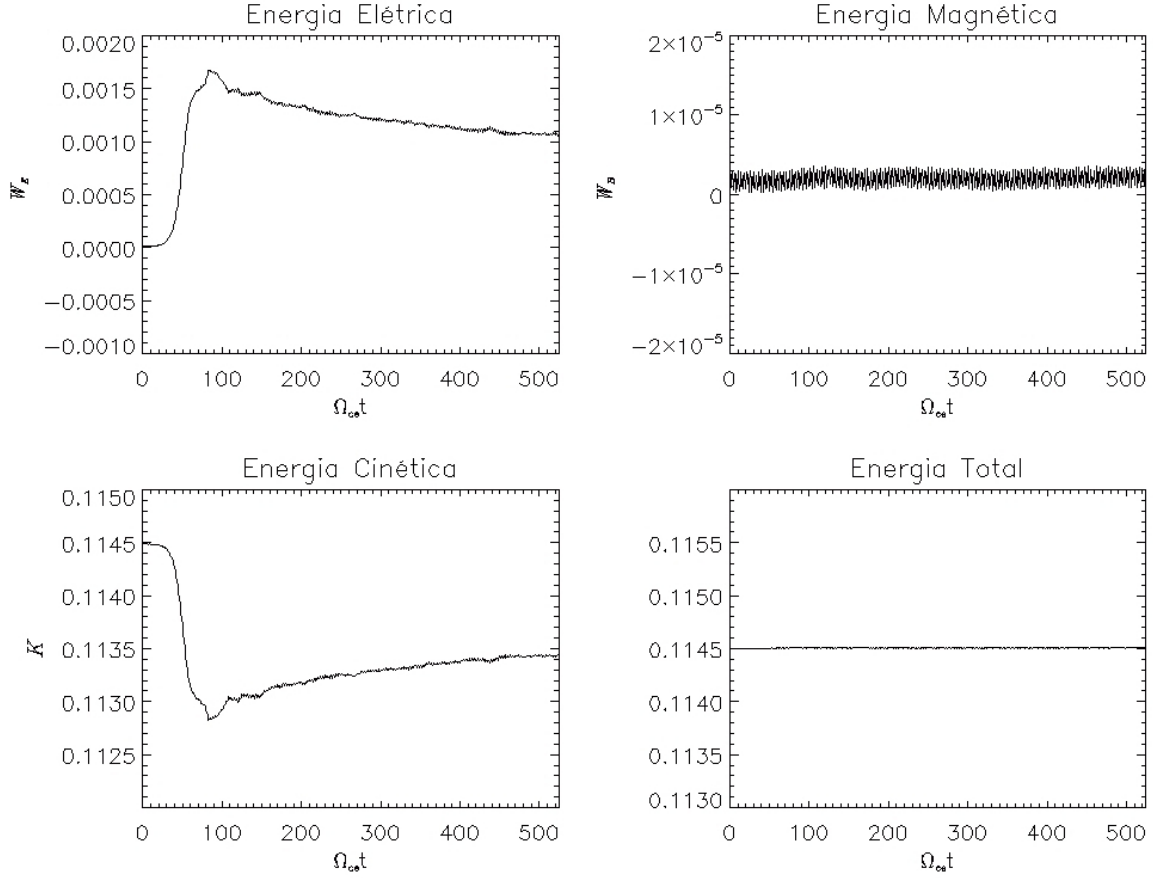 Energia Elétrica
0.0020
0.0015
0.0010
0.0005
0.0000
−0.0005
−0.0010
W_E
0 100 200 300 400 500
Ω_ce t
Energia Magnética
2×10⁻⁵
1×10⁻⁵
0
−1×10⁻⁵
−2×10⁻⁵
W_B
0 100 200 300 400 500
Ω_ce t
Energia Cinética
0.1150
0.1145
0.1140
0.1135
0.1130
0.1125
K
0 100 200 300 400 500
Ω_ce t
Energia Total
0.1155
0.1150
0.1145
0.1140
0.1135
0.1130
0 100 200 300 400 500
Ω_ce t